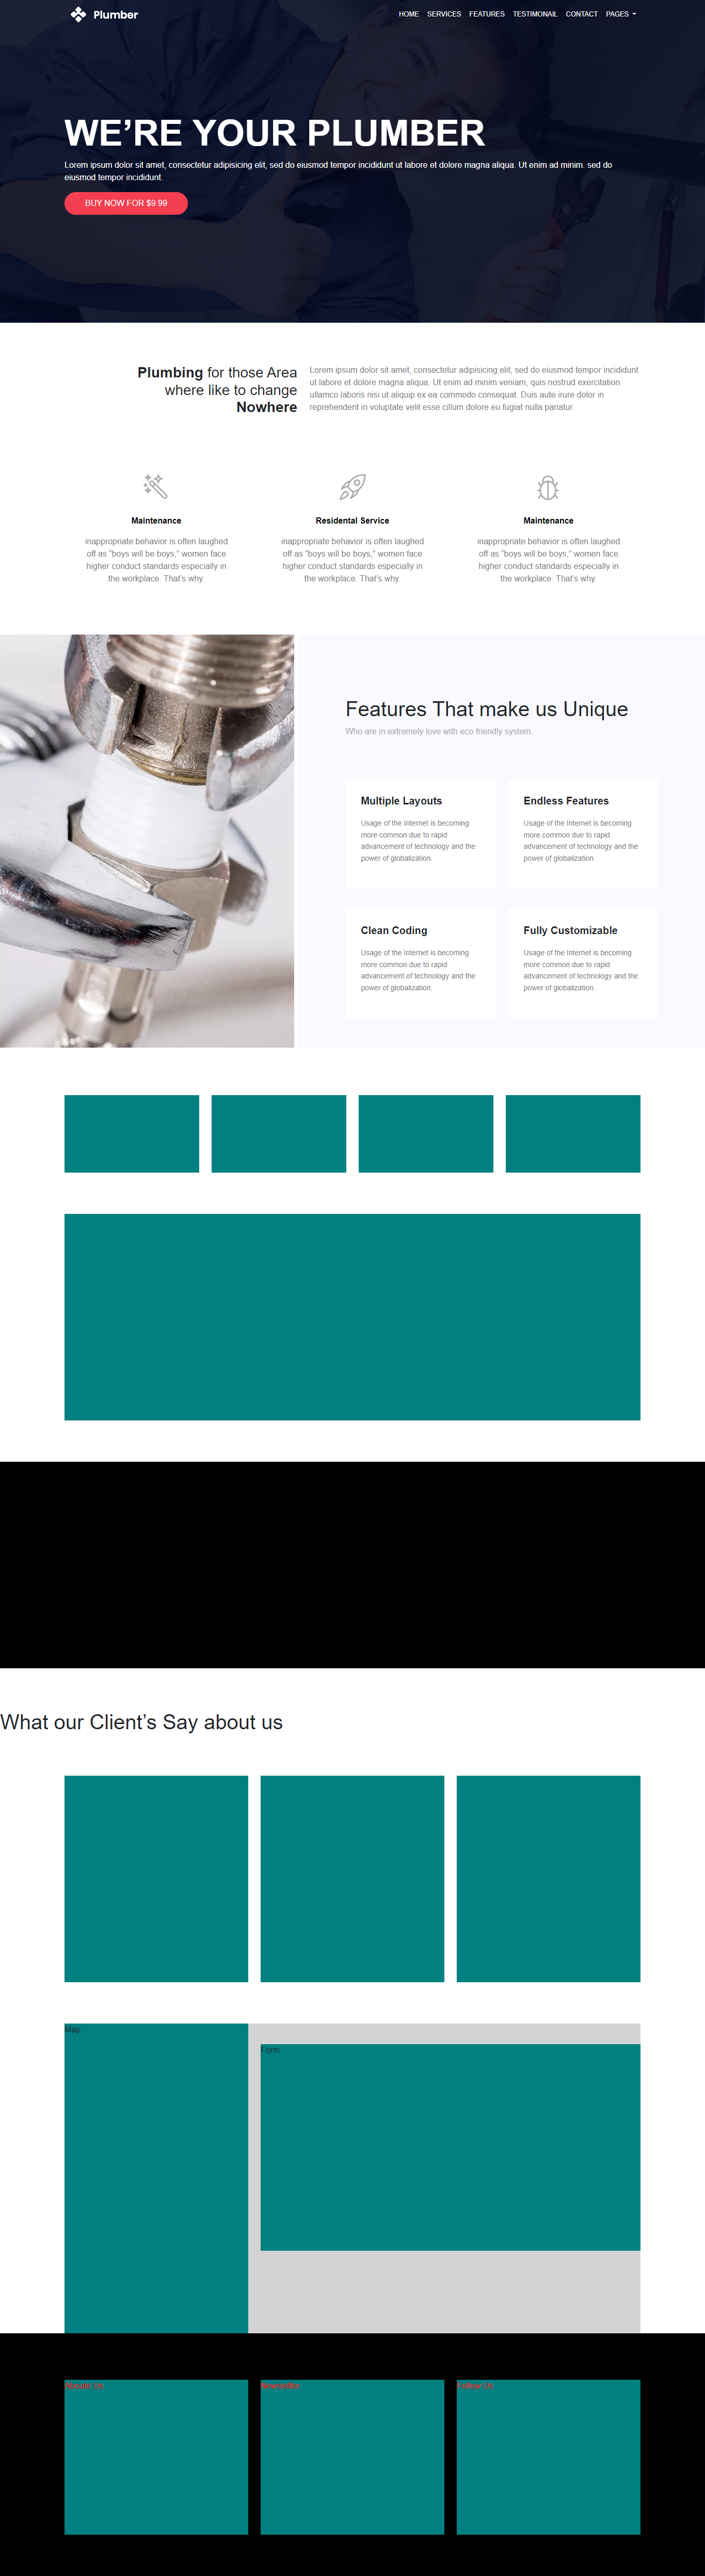 Plumber
HOME SERVICES FEATURES TESTIMONAIL CONTACT PAGES
WE’RE YOUR PLUMBER
Lorem ipsum dolor sit amet, consectetur adipisicing elit, sed do eiusmod tempor incididunt ut labore et dolore magna aliqua. Ut enim ad minim. sed do
eiusmod tempor incididunt.
BUY NOW FOR $9.99
Plumbing for those Area
where like to change
Nowhere
Lorem ipsum dolor sit amet, consectetur adipisicing elit, sed do eiusmod tempor incididunt
ut labore et dolore magna aliqua. Ut enim ad minim veniam, quis nostrud exercitation
ullamco laboris nisi ut aliquip ex ea commodo consequat. Duis aute irure dolor in
reprehenderit in voluptate velit esse cillum dolore eu fugiat nulla pariatur.
Maintenance
inappropriate behavior is often laughed
off as “boys will be boys,” women face
higher conduct standards especially in
the workplace. That’s why.
Residental Service
inappropriate behavior is often laughed
off as “boys will be boys,” women face
higher conduct standards especially in
the workplace. That’s why.
Maintenance
inappropriate behavior is often laughed
off as “boys will be boys,” women face
higher conduct standards especially in
the workplace. That’s why.
Features That make us Unique
Who are in extremely love with eco friendly system.
Multiple Layouts
Usage of the Internet is becoming
more common due to rapid
advancement of technology and the
power of globalization.
Endless Features
Usage of the Internet is becoming
more common due to rapid
advancement of technology and the
power of globalization.
Clean Coding
Usage of the Internet is becoming
more common due to rapid
advancement of technology and the
power of globalization.
Fully Customizable
Usage of the Internet is becoming
more common due to rapid
advancement of technology and the
power of globalization.
What our Client’s Say about us
Map
Form
Us
Newsletter
Follow Us